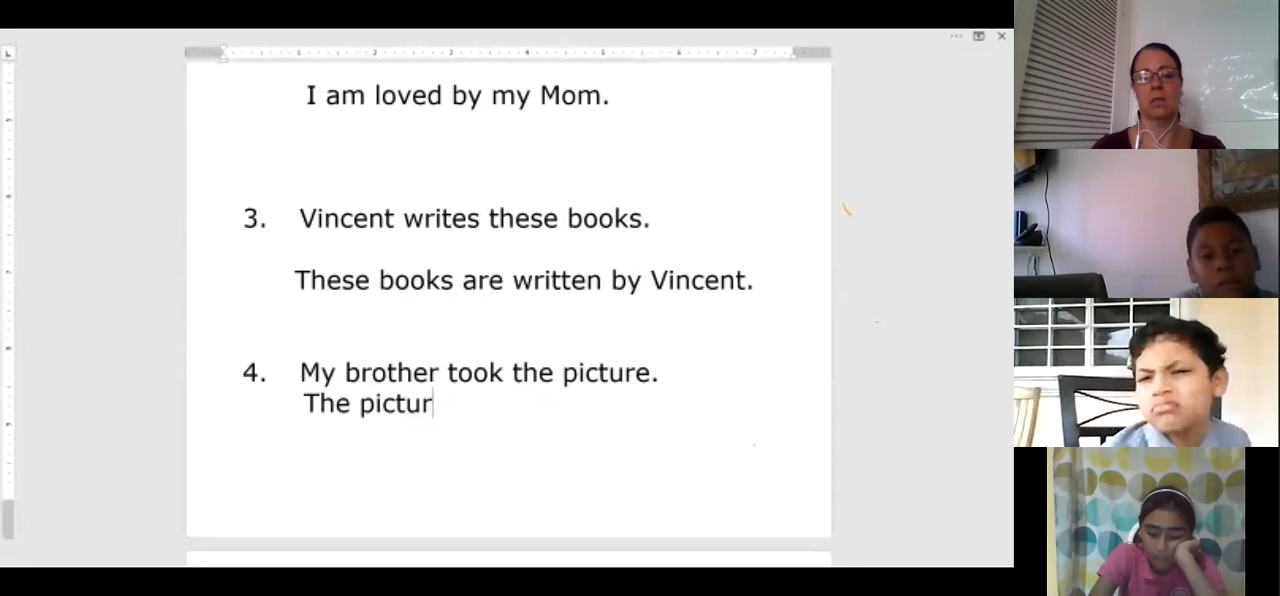 I am loved by my Mom.
3. Vincent writes these books.
These books are written by Vincent.
4. My brother took the picture.
The pictur